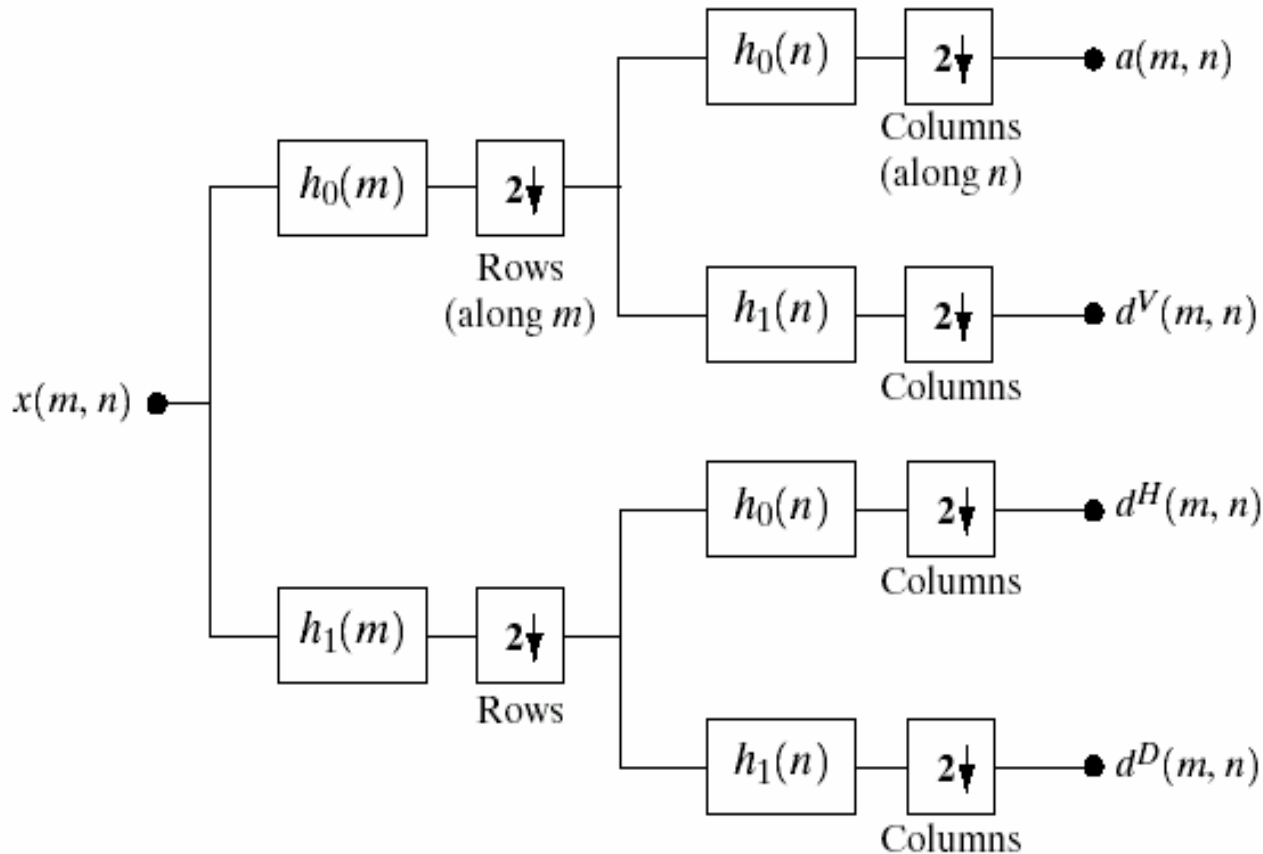 h₀(n)
2↓
a(m, n)
Columns
(along n)
h₀(m)
2↓
Rows
(along m)
h₁(n)
2↓
dⱽ(m, n)
Columns
x(m, n)
h₀(n)
2↓
dᴴ(m, n)
Columns
h₁(m)
2↓
Rows
h₁(n)
2↓
dᴰ(m, n)
Columns